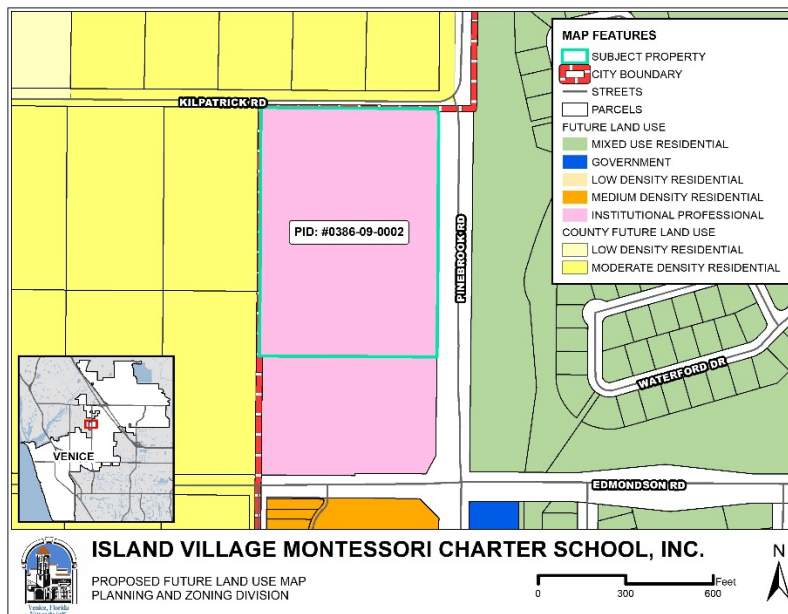 KILPATRICK RD
PID: #0386-09-0002
PINEBROOK RD
WATERFORD DR
EDMONDSON RD
MAP FEATURES
SUBJECT PROPERTY
CITY BOUNDARY
STREETS
PARCELS
FUTURE LAND USE
MIXED USE RESIDENTIAL
GOVERNMENT
LOW DENSITY RESIDENTIAL
MEDIUM DENSITY RESIDENTIAL
INSTITUTIONAL PROFESSIONAL
COUNTY FUTURE LAND USE
LOW DENSITY RESIDENTIAL
MODERATE DENSITY RESIDENTIAL
VENICE
ISLAND VILLAGE MONTESSORI CHARTER SCHOOL, INC.
PROPOSED FUTURE LAND USE MAP
PLANNING AND ZONING DIVISION
Venice, Florida
0 300 600 Feet
N